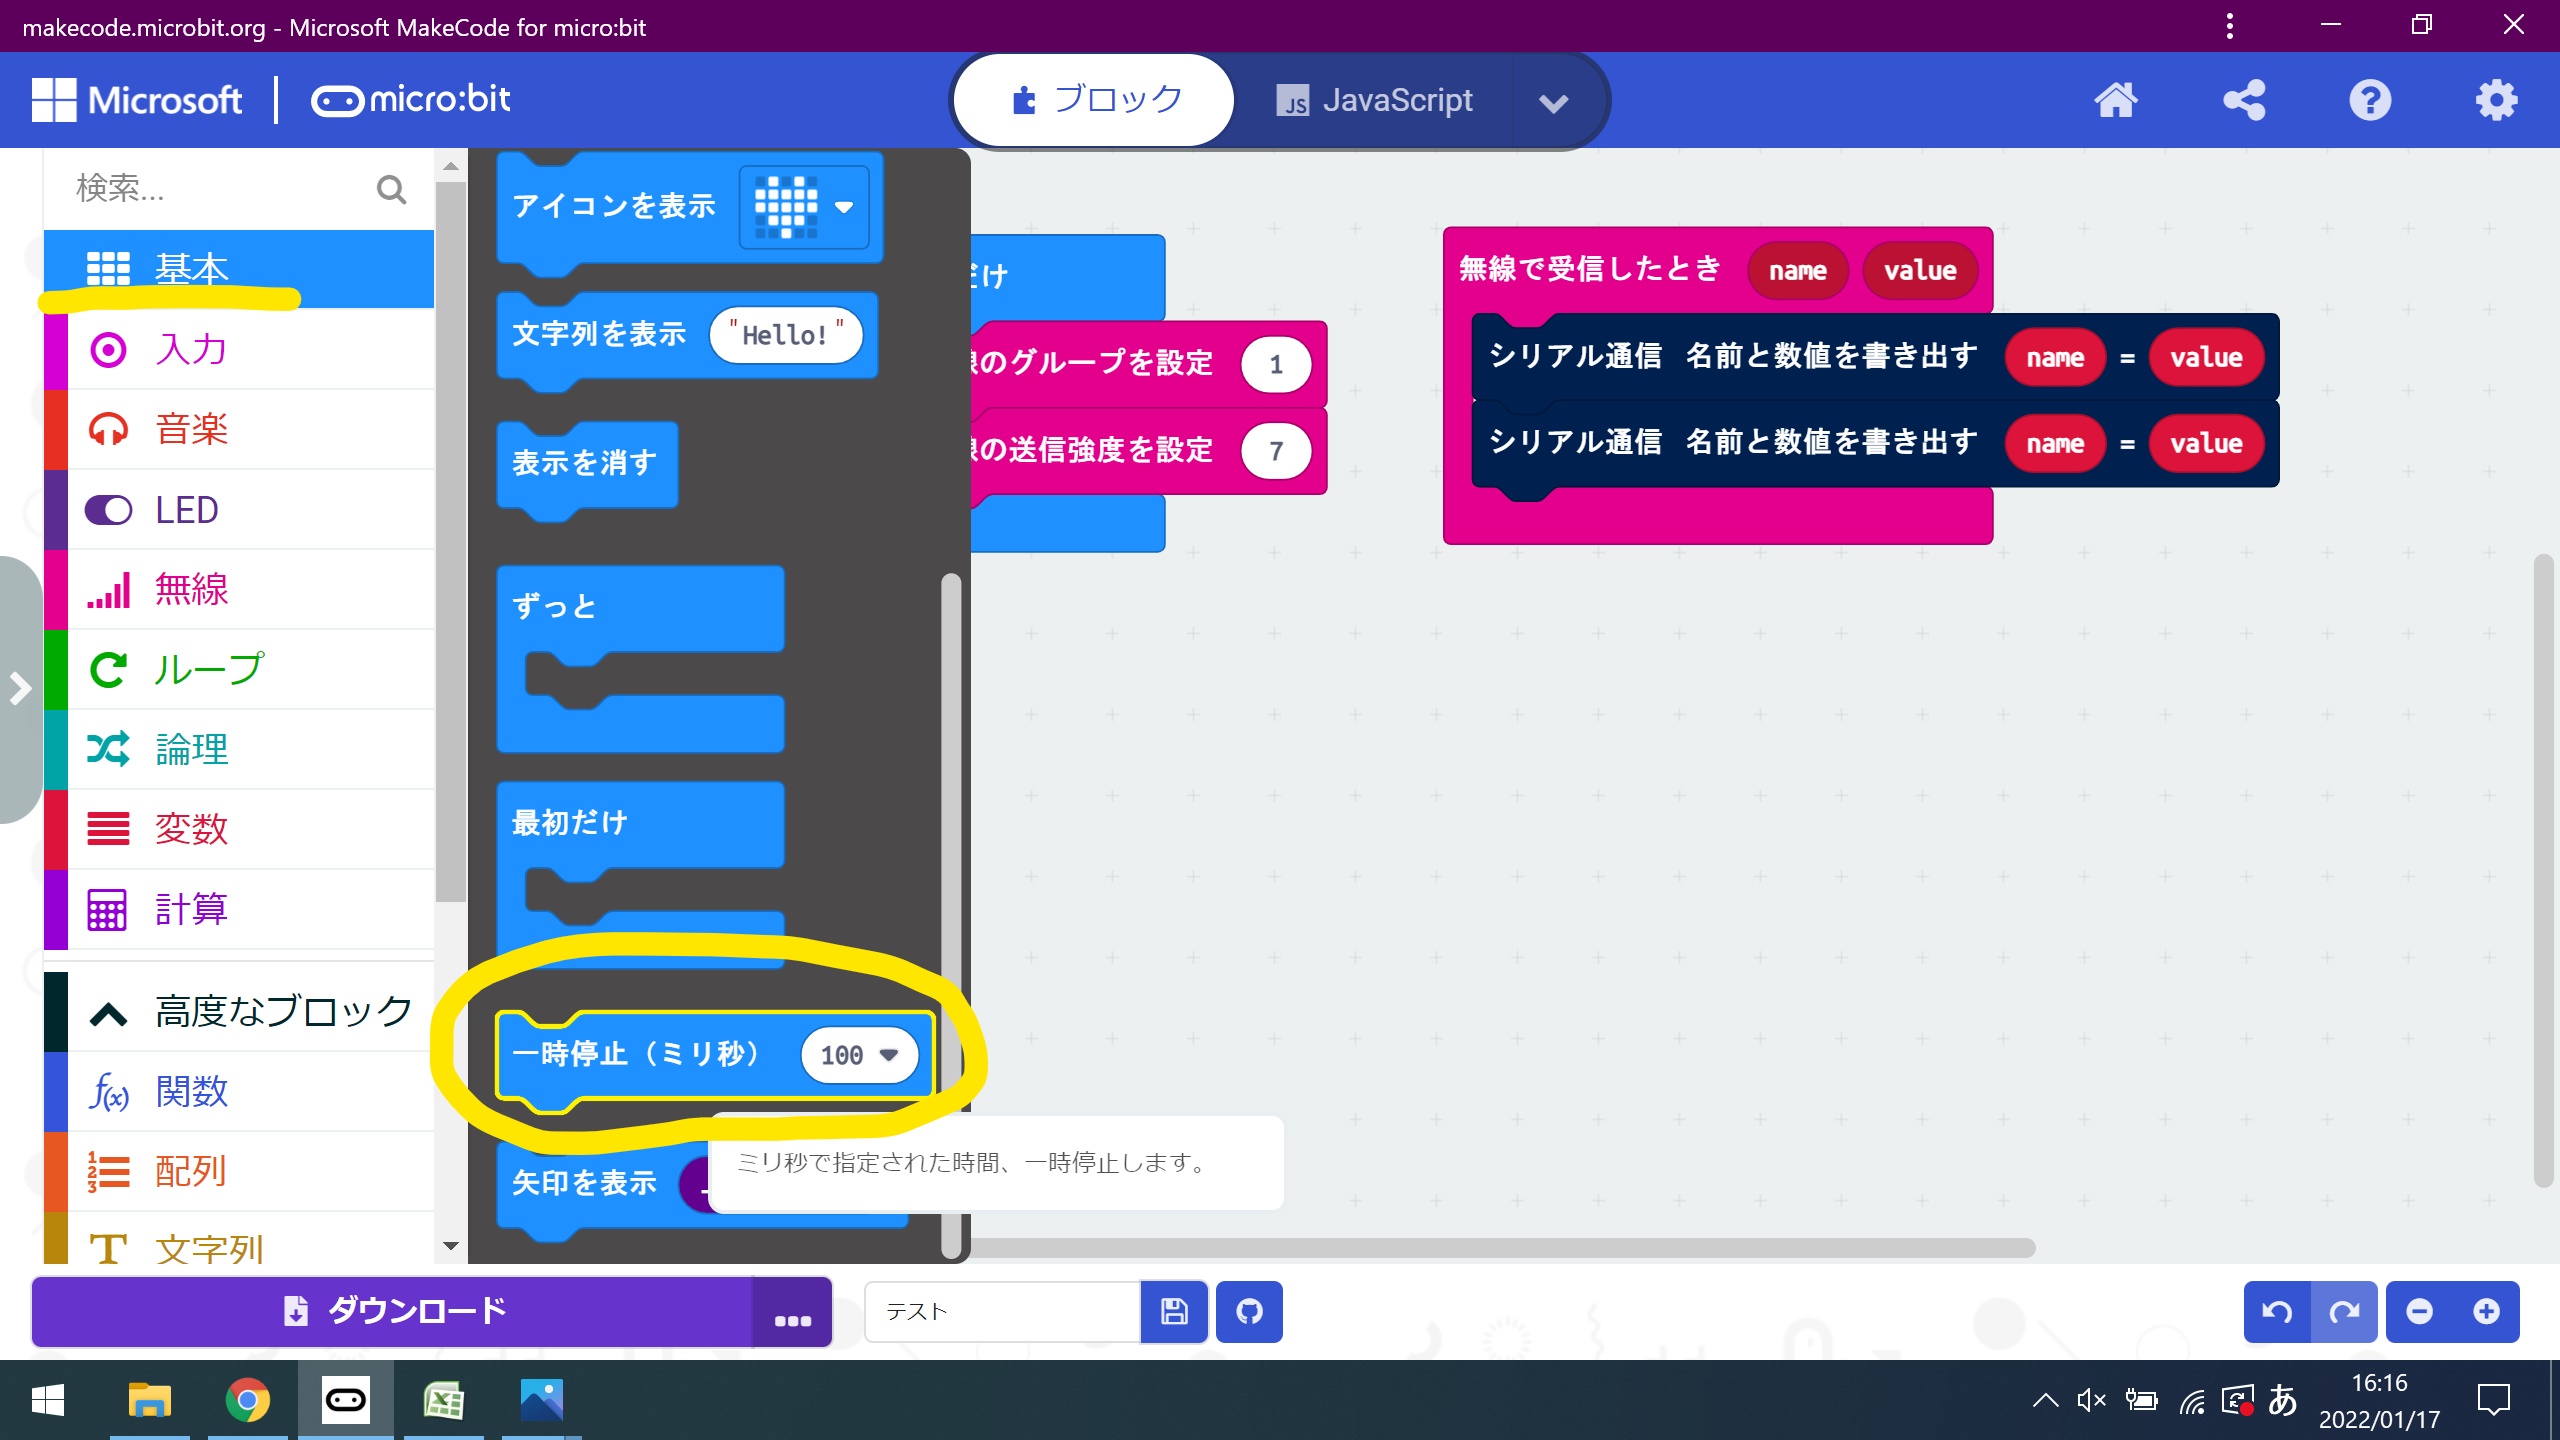 makecode.microbit.org - Microsoft MakeCode for micro:bit
Microsoft | micro:bit
ブロック
JS JavaScript
検索...
基本
入力
音楽
LED
無線
ループ
論理
変数
計算
高度なブロック
関数
配列
文字列
アイコンを表示
文字列を表示 "Hello!"
表示を消す
ずっと
最初だけ
一時停止（ミリ秒） 100
矢印を表示
ミリ秒で指定された時間、一時停止します。
だけ
線のグループを設定 1
線の送信強度を設定 7
無線で受信したとき name value
シリアル通信 名前と数値を書き出す name = value
シリアル通信 名前と数値を書き出す name = value
ダウンロード ...
テスト
あ
16:16
2022/01/17